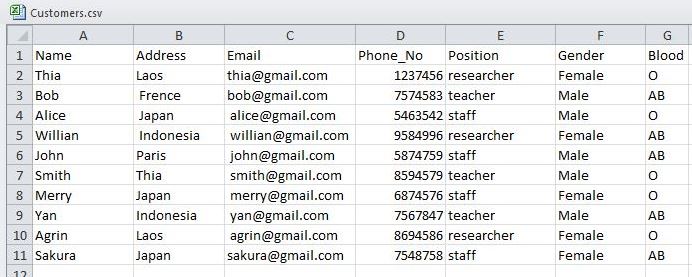 Customers.csv
A B C D E F G
1 Name Address Email Phone_No Position Gender Blood
2 Thia Laos thia@gmail.com 1237456 researcher Female O
3 Bob Frence bob@gmail.com 7574583 teacher Male AB
4 Alice Japan alice@gmail.com 5463542 staff Male O
5 Willian Indonesia willian@gmail.com 9584996 researcher Female AB
6 John Paris john@gmail.com 5874759 staff Male AB
7 Smith Thia smith@gmail.com 8594579 teacher Male O
8 Merry Japan merry@gmail.com 6874576 staff Female O
9 Yan Indonesia yan@gmail.com 7567847 teacher Male AB
10 Agrin Laos agrin@gmail.com 8694586 researcher Female O
11 Sakura Japan sakura@gmail.com 7548758 staff Female AB
12